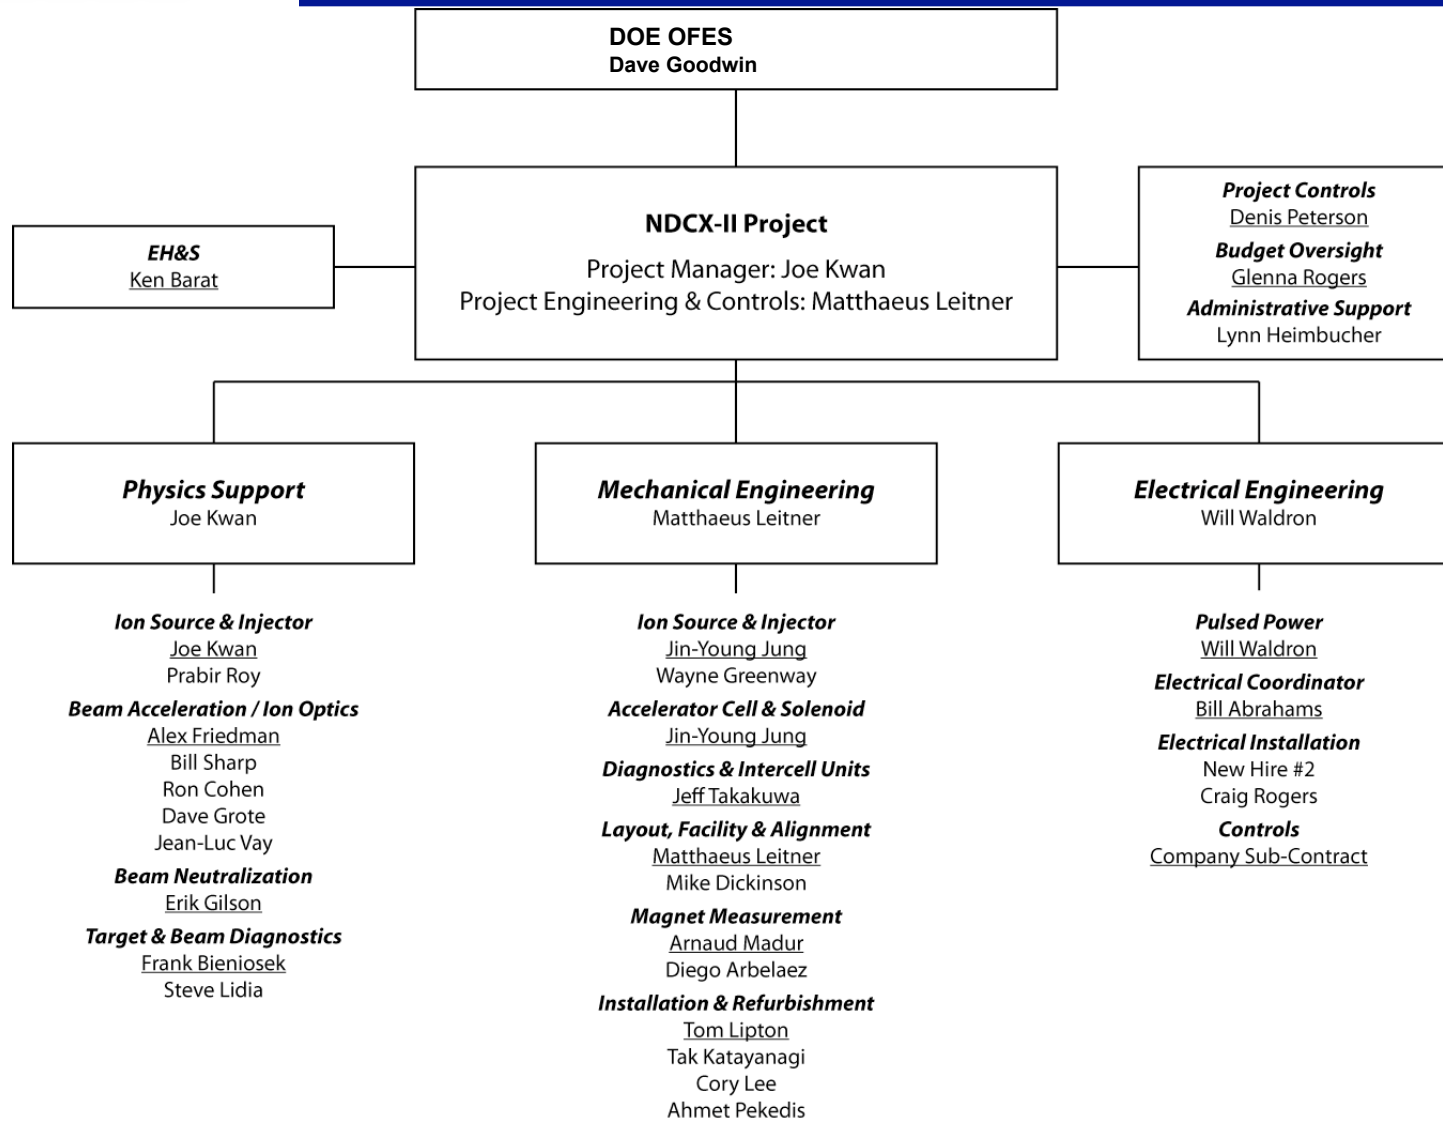 DOE OFES
Dave Goodwin
NDCX-II Project
Project Manager: Joe Kwan
Project Engineering & Controls: Matthaeus Leitner
EH&S
Ken Barat
Project Controls
Denis Peterson
Budget Oversight
Glenna Rogers
Administrative Support
Lynn Heimbucher
Physics Support
Joe Kwan
Ion Source & Injector
Joe Kwan
Prabir Roy
Beam Acceleration / Ion Optics
Alex Friedman
Bill Sharp
Ron Cohen
Dave Grote
Jean-Luc Vay
Beam Neutralization
Erik Gilson
Target & Beam Diagnostics
Frank Bieniosek
Steve Lidia
Mechanical Engineering
Matthaeus Leitner
Ion Source & Injector
Jin-Young Jung
Wayne Greenway
Accelerator Cell & Solenoid
Jin-Young Jung
Diagnostics & Intercell Units
Jeff Takakuwa
Layout, Facility & Alignment
Matthaeus Leitner
Mike Dickinson
Magnet Measurement
Arnaud Madur
Diego Arbelaez
Installation & Refurbishment
Tom Lipton
Tak Katayanagi
Cory Lee
Ahmet Pekedis
Electrical Engineering
Will Waldron
Pulsed Power
Will Waldron
Electrical Coordinator
Bill Abrahams
Electrical Installation
New Hire #2
Craig Rogers
Controls
Company Sub-Contract